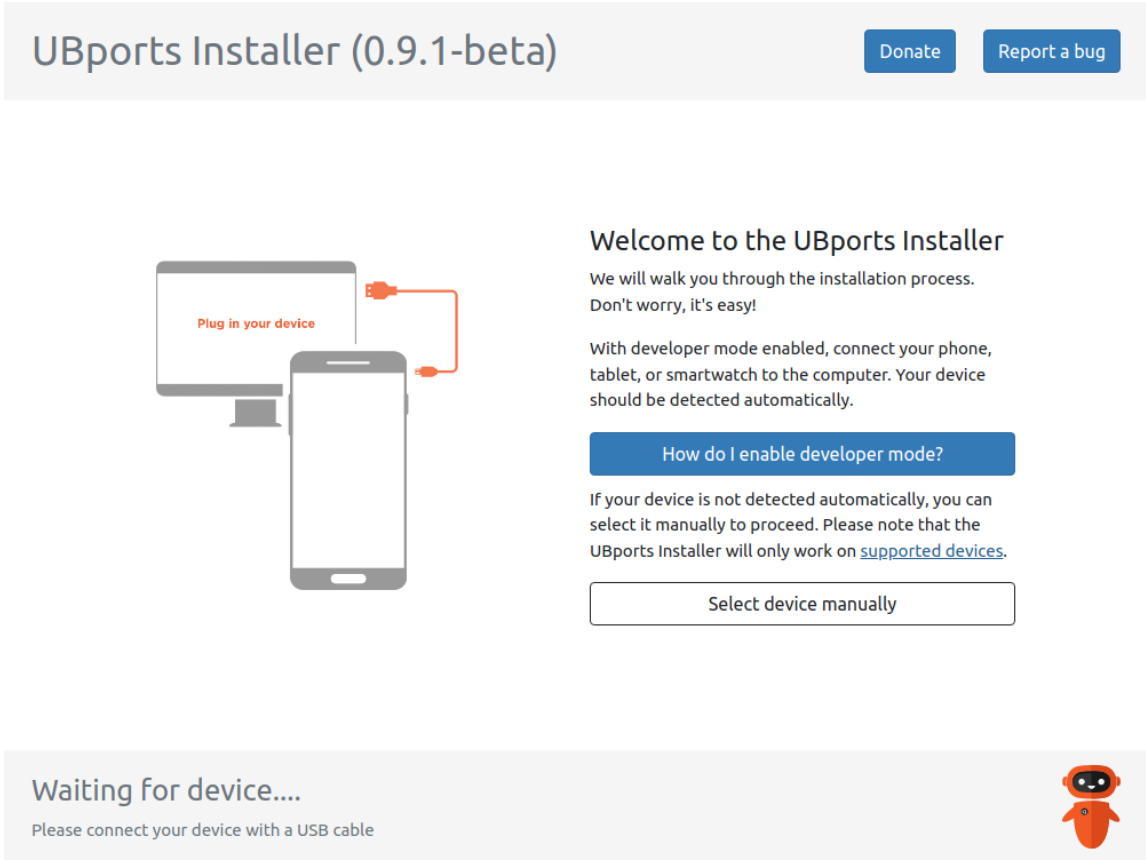 UBports Installer (0.9.1-beta)
Donate
Report a bug
Plug in your device
Welcome to the UBports Installer
We will walk you through the installation process.
Don't worry, it's easy!
With developer mode enabled, connect your phone,
tablet, or smartwatch to the computer. Your device
should be detected automatically.
How do I enable developer mode?
If your device is not detected automatically, you can
select it manually to proceed. Please note that the
UBports Installer will only work on supported devices.
Select device manually
Waiting for device....
Please connect your device with a USB cable